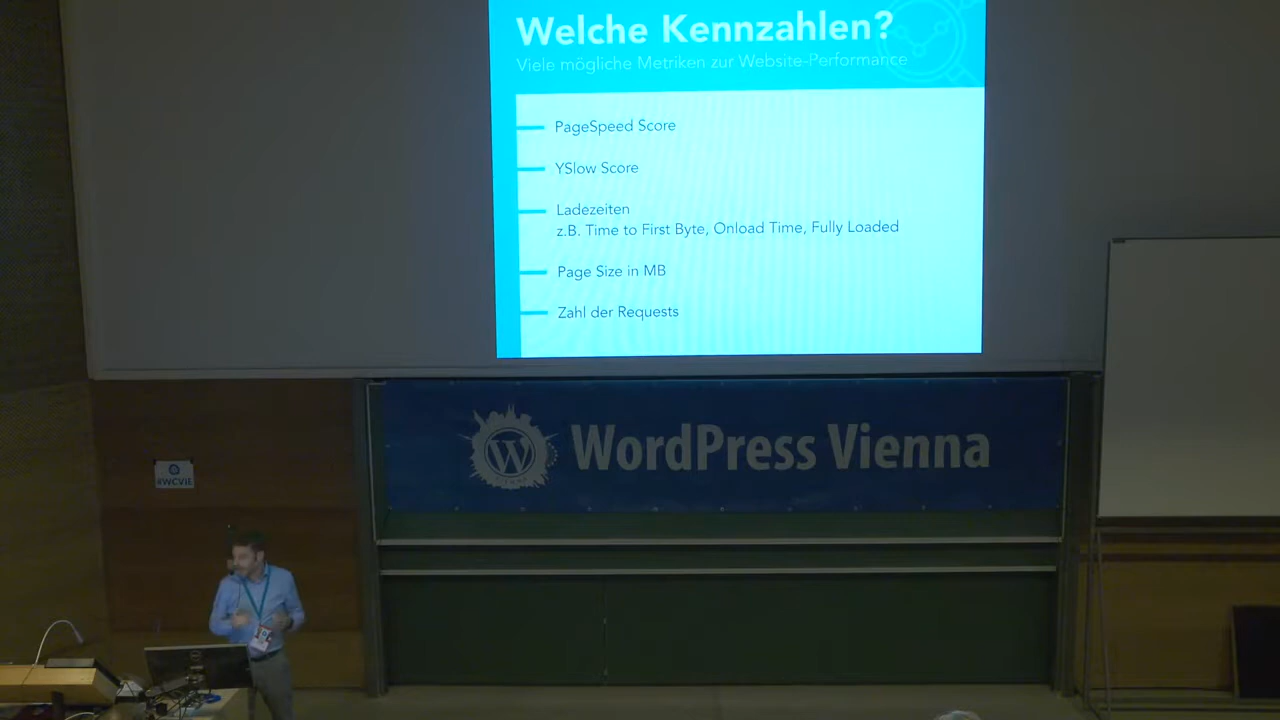 Welche Kennzahlen?
Viele mögliche Metriken zur Website-Performance
PageSpeed Score
YSlow Score
Ladezeiten
z.B. Time to First Byte, Onload Time, Fully Loaded
Page Size in MB
Zahl der Requests
WordPress Vienna
#WCVIE